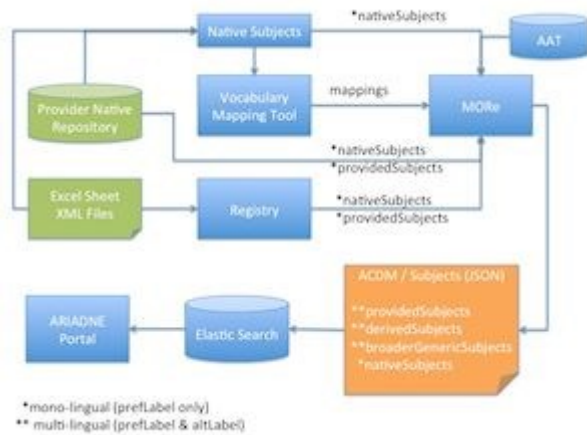 *nativeSubjects
Native Subjects
AAT
Provider Native
Repository
Vocabulary
Mapping Tool
mappings
MORe
*nativeSubjects
*providedSubjects
Excel Sheet
XML Files
Registry
*nativeSubjects
*providedSubjects
ACDM / Subjects (JSON)
**providedSubjects
**derivedSubjects
**broaderGenericSubjects
*nativeSubjects
ARIADNE
Portal
Elastic Search
*mono-lingual (prefLabel only)
** multi-lingual (prefLabel & altLabel)